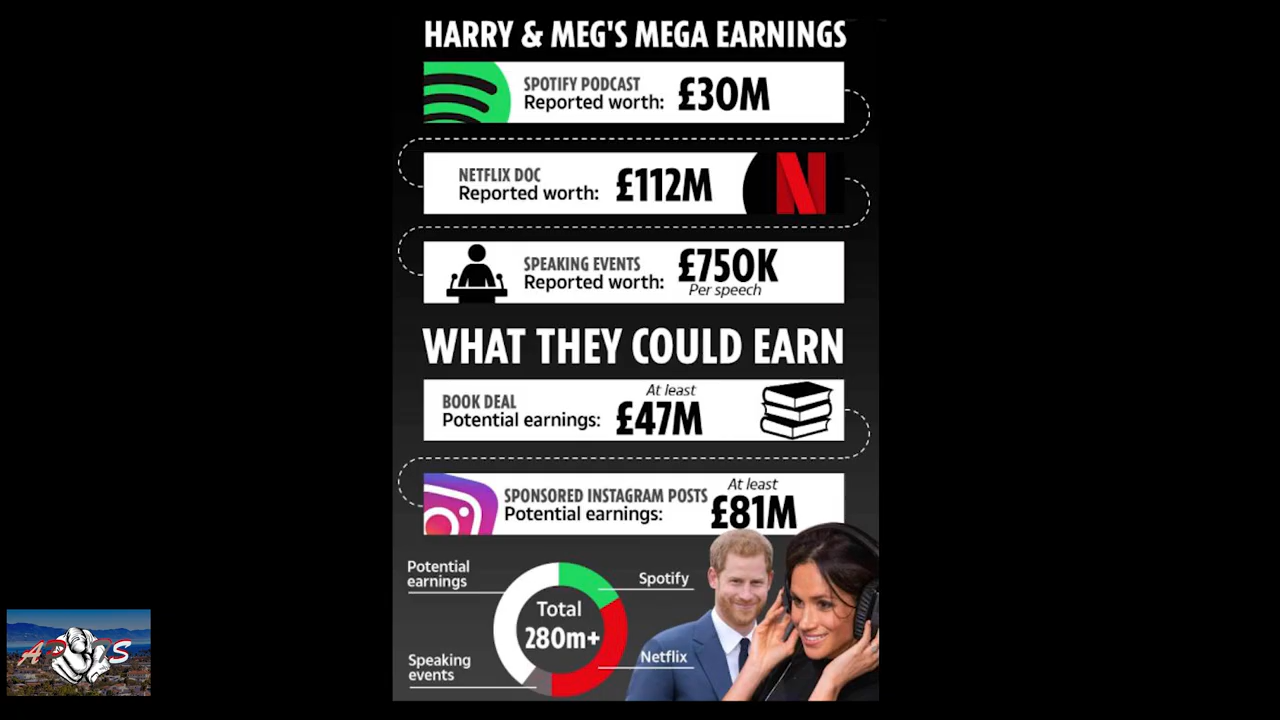 HARRY & MEG'S MEGA EARNINGS
SPOTIFY PODCAST
Reported worth: £30M
NETFLIX DOC
Reported worth: £112M
N
SPEAKING EVENTS
Reported worth: £750K
Per speech
WHAT THEY COULD EARN
BOOK DEAL
At least
Potential earnings: £47M
SPONSORED INSTAGRAM POSTS
At least
Potential earnings: £81M
Potential
earnings
Spotify
Total
280m+
Speaking
events
Netflix